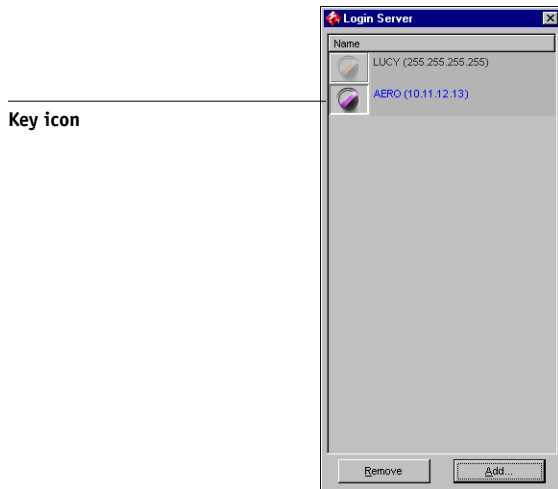 Login Server
Name
LUCY (255.255.255.255)
AERO (10.11.12.13)
Key icon
Remove
Add...